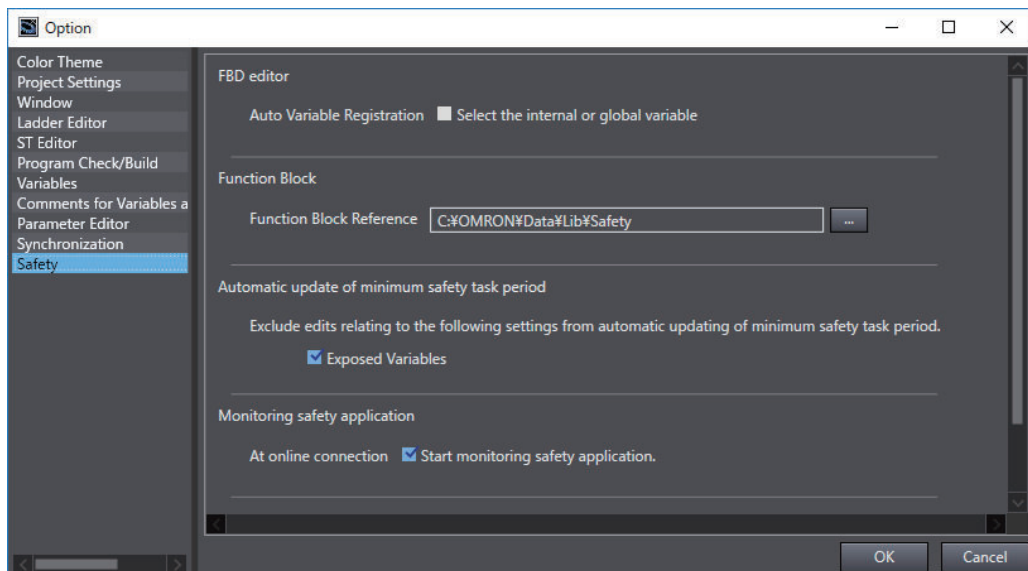 Option
Color Theme
Project Settings
Window
Ladder Editor
ST Editor
Program Check/Build
Variables
Comments for Variables a
Parameter Editor
Synchronization
Safety
FBD editor
Auto Variable Registration Select the internal or global variable
Function Block
Function Block Reference C:¥OMRON¥Data¥Lib¥Safety ...
Automatic update of minimum safety task period
Exclude edits relating to the following settings from automatic updating of minimum safety task period.
Exposed Variables
Monitoring safety application
At online connection Start monitoring safety application.
OK Cancel